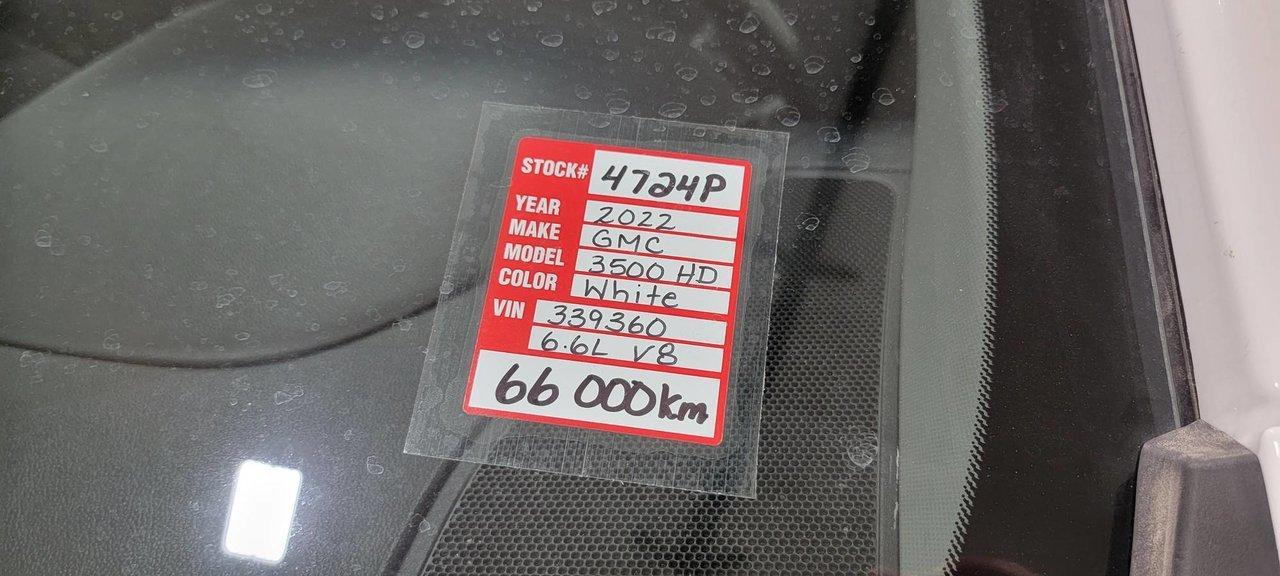 STOCK# 4724P
YEAR 2022
MAKE GMC
MODEL 3500 HD
COLOR White
VIN 339360
6.6L V8
66 000km